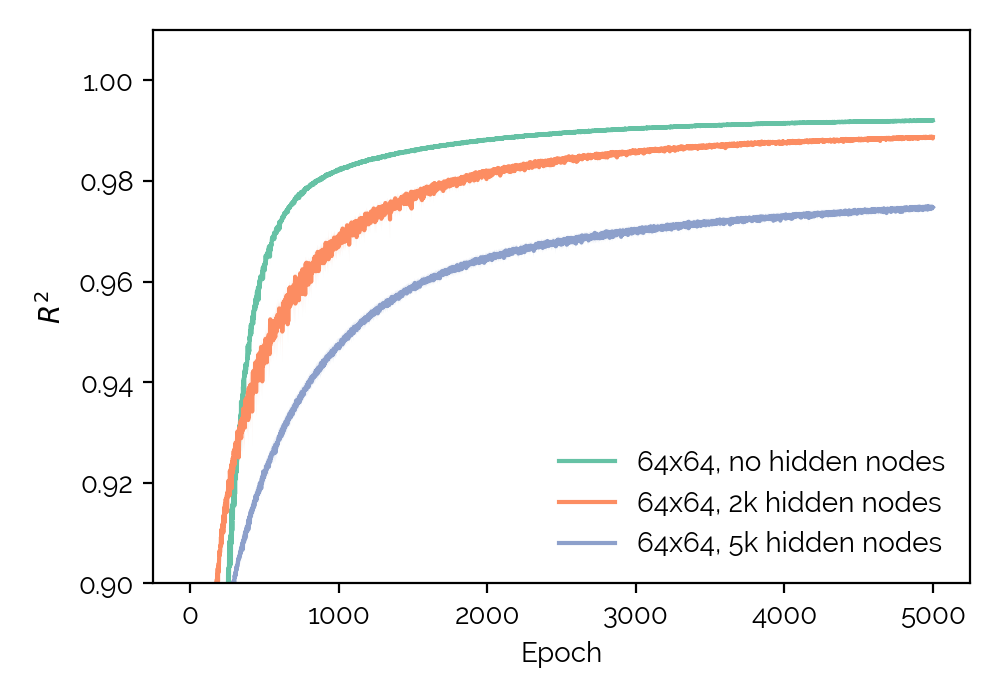 1.00
0.98
0.96
0.94
0.92
0.90
R²
0
1000
2000
3000
4000
5000
Epoch
64x64, no hidden nodes
64x64, 2k hidden nodes
64x64, 5k hidden nodes